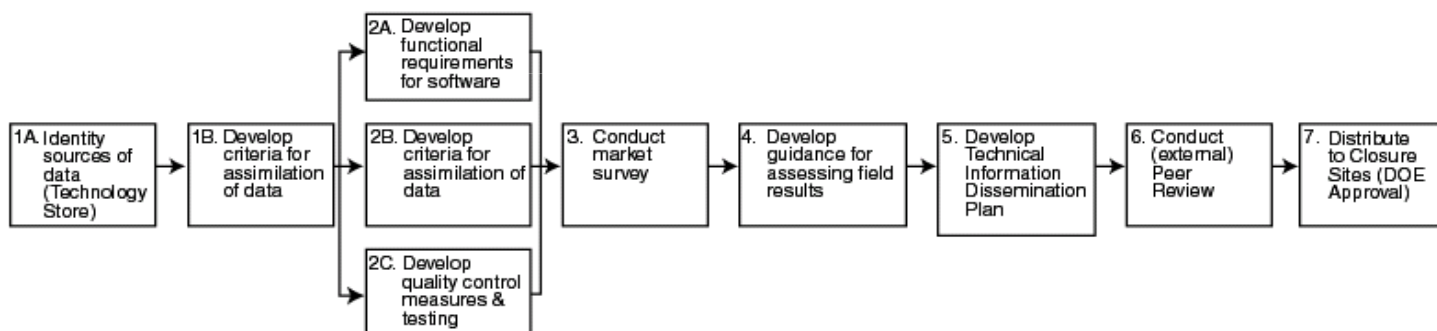 1A. Identity
sources of
data
(Technology
Store)
1B. Develop
criteria for
assimilation
of data
2A. Develop
functional
requirements
for software
2B. Develop
criteria for
assimilation of
data
2C. Develop
quality control
measures &
testing
3. Conduct
market
survey
4. Develop
guidance for
assessing field
results
5. Develop
Technical
Information
Dissemination
Plan
6. Conduct
(external)
Peer
Review
7. Distribute
to Closure
Sites (DOE
Approval)